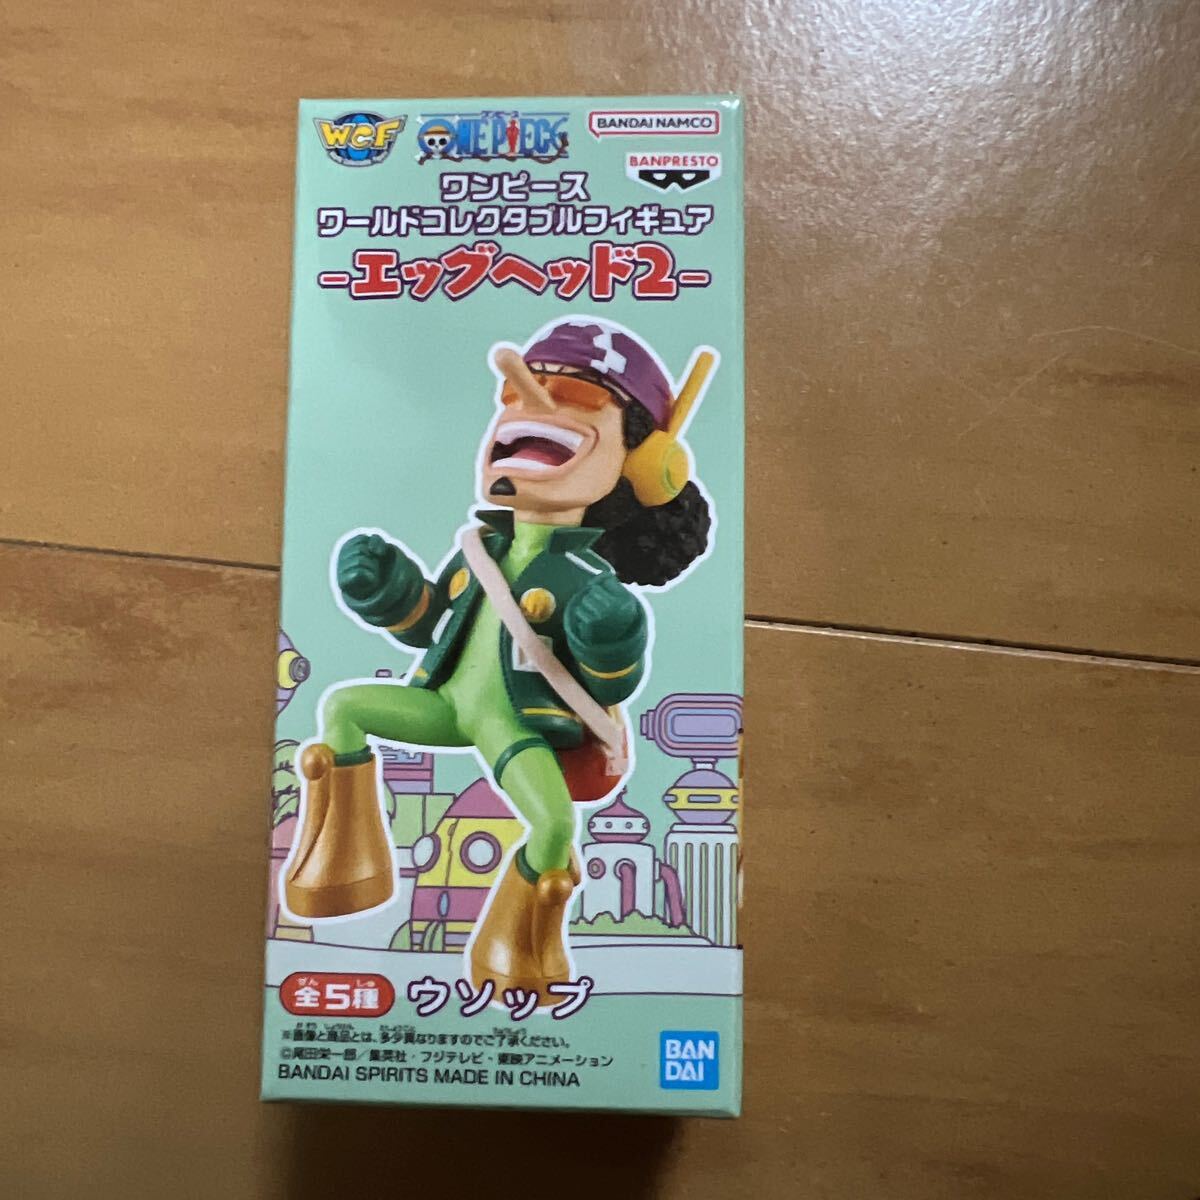 WCF
ONE PIECE
BANDAI NAMCO
BANPRESTO
ワンピース
ワールドコレクタブルフィギュア
-エッグヘッド2-
全5種
ぜん しゅ
ウソップ
※画像と商品とは、多少異なりますのでご了承ください。
©尾田栄一郎/集英社・フジテレビ・東映アニメーション
BANDAI SPIRITS MADE IN CHINA
BAN
DAI